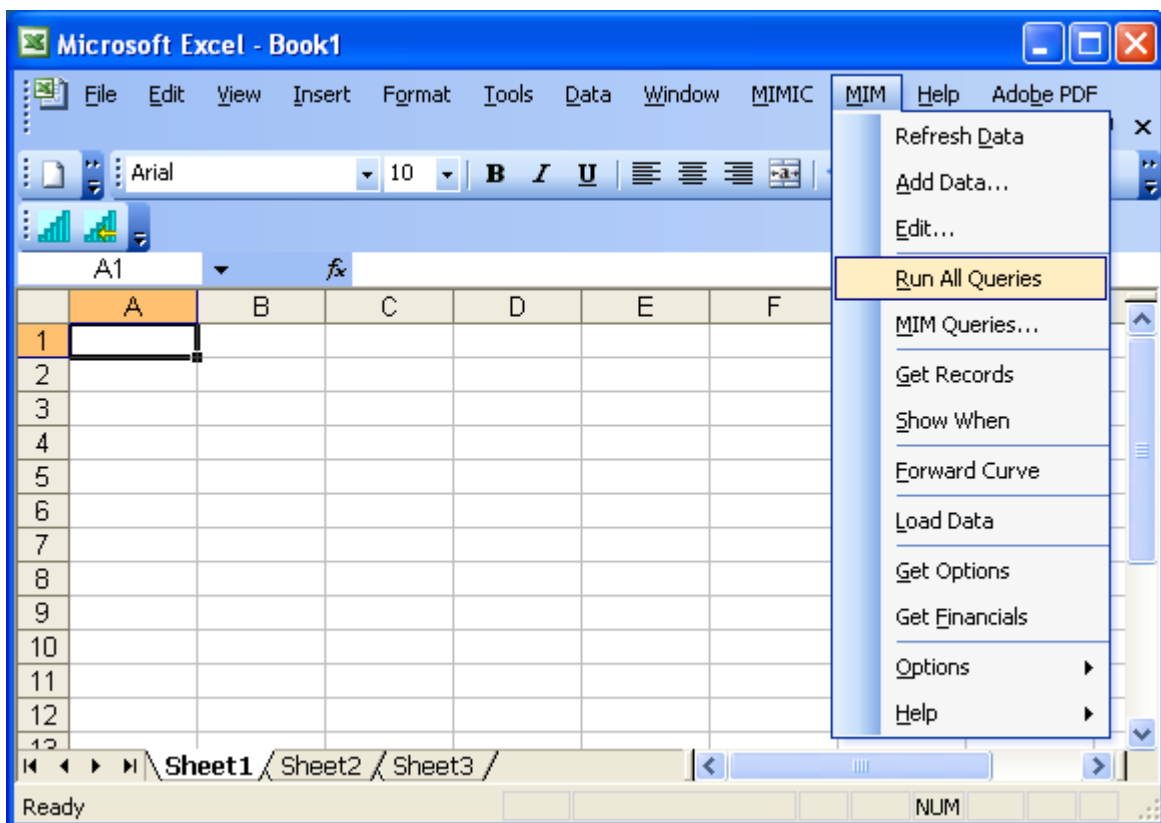 Microsoft Excel - Book1
File Edit View Insert Format Tools Data Window MIMIC MIM Help Adobe PDF
Arial 10 B I U
A1 fx
A B C D E F
1
2
3
4
5
6
7
8
9
10
11
12
13
Refresh Data
Add Data...
Edit...
Run All Queries
MIM Queries...
Get Records
Show When
Forward Curve
Load Data
Get Options
Get Financials
Options
Help
Sheet1 Sheet2 Sheet3
Ready NUM